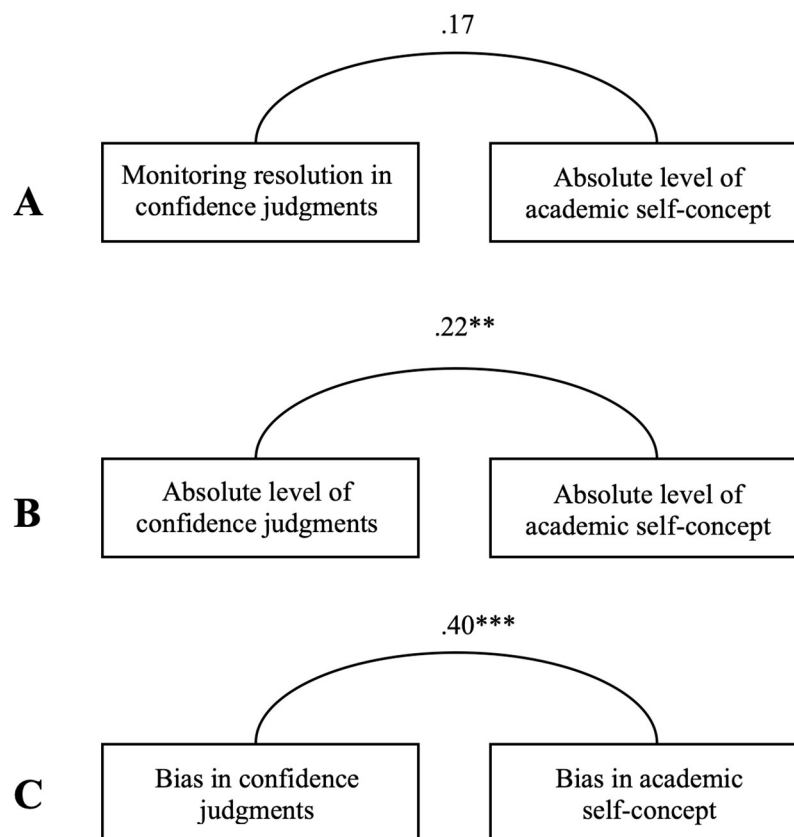 .17
A
Monitoring resolution in
confidence judgments
Absolute level of
academic self-concept
.22**
B
Absolute level of
confidence judgments
Absolute level of
academic self-concept
.40***
C
Bias in confidence
judgments
Bias in academic
self-concept